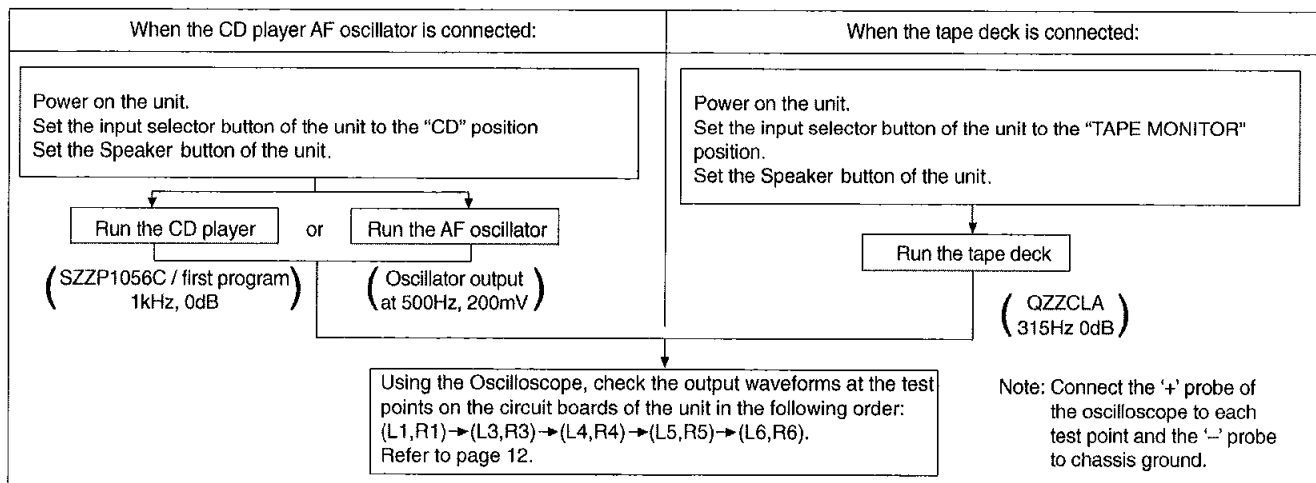 When the CD player AF oscillator is connected:
When the tape deck is connected:
Power on the unit.
Set the input selector button of the unit to the “CD” position
Set the Speaker button of the unit.
Power on the unit.
Set the input selector button of the unit to the “TAPE MONITOR”
position.
Set the Speaker button of the unit.
Run the CD player or Run the AF oscillator
Run the tape deck
(SZZP1056C / first program
1kHz, 0dB)
(Oscillator output
at 500Hz, 200mV)
(QZZCLA
315Hz 0dB)
Using the Oscilloscope, check the output waveforms at the test
points on the circuit boards of the unit in the following order:
(L1,R1)→(L3,R3)→(L4,R4)→(L5,R5)→(L6,R6).
Refer to page 12.
Note: Connect the ‘+’ probe of
the oscilloscope to each
test point and the ‘–’ probe
to chassis ground.